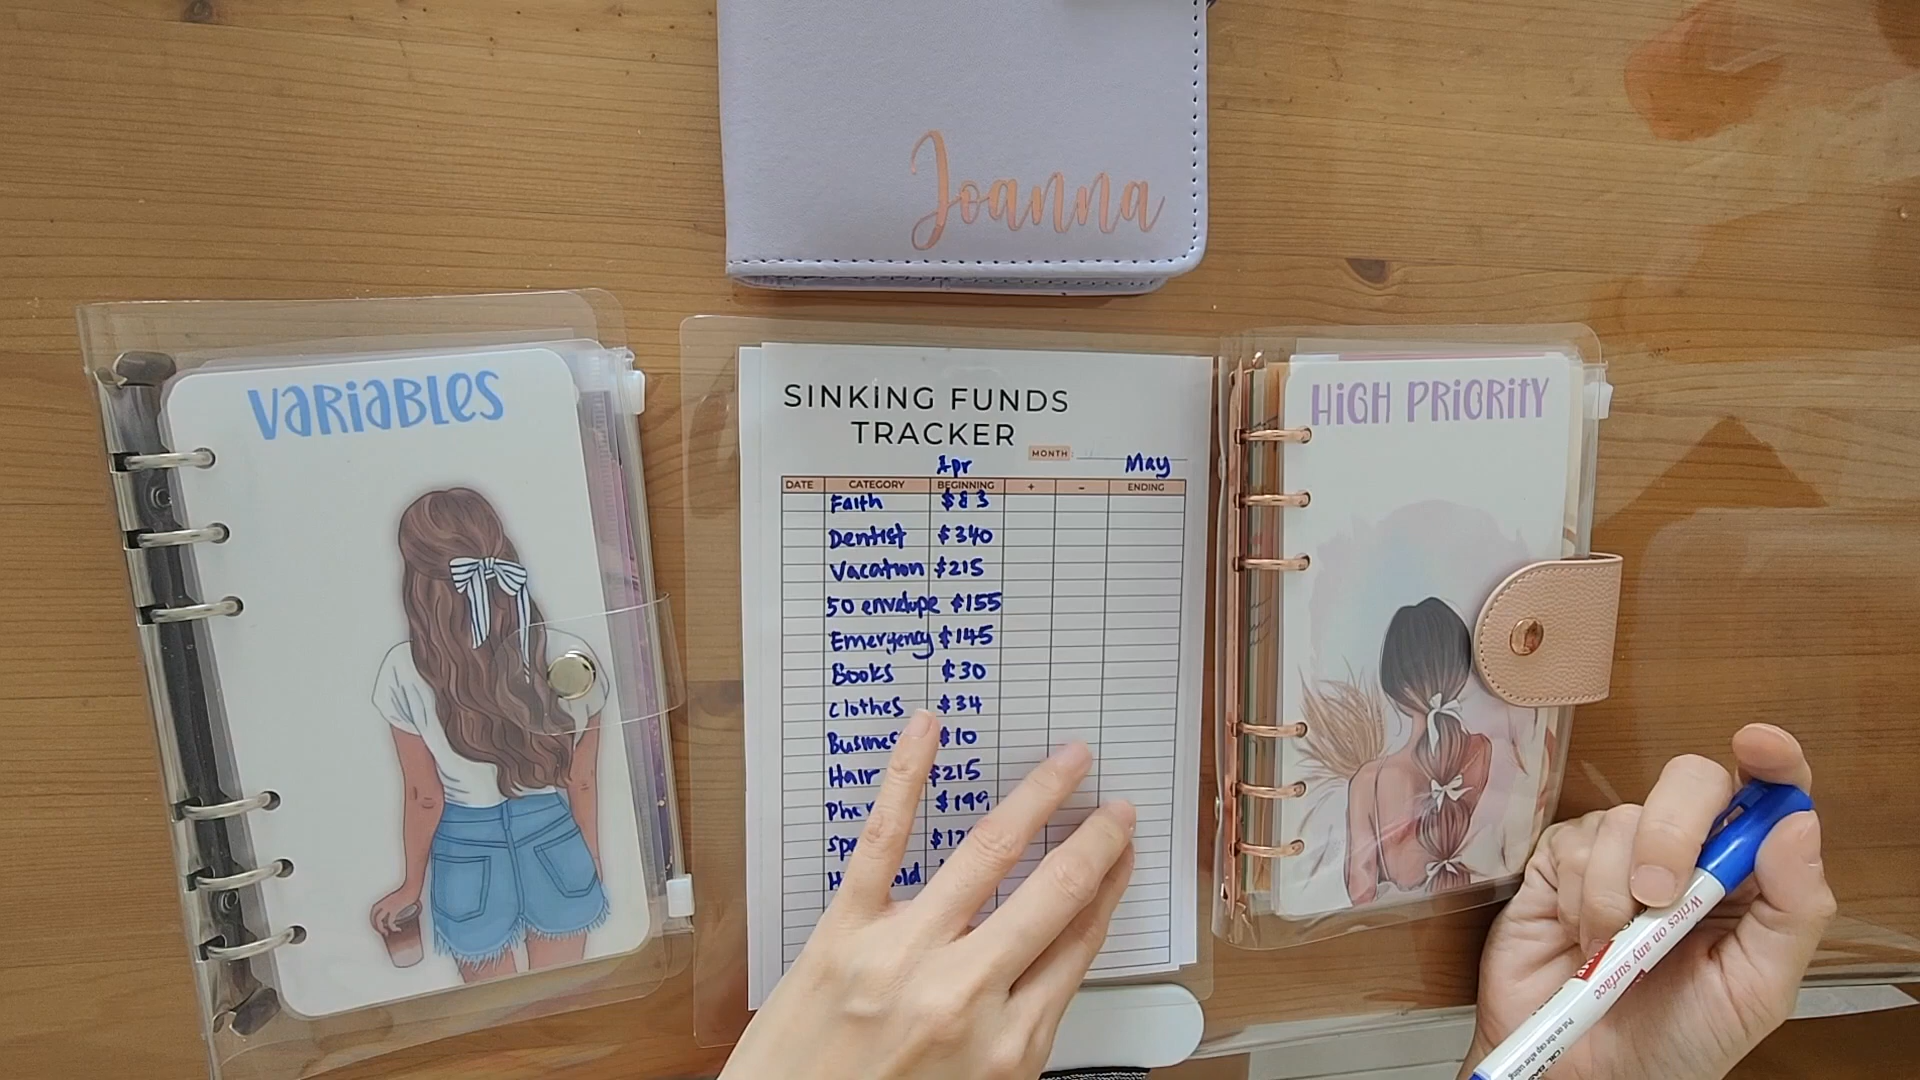 Joanna
VARIABLES
SINKING FUNDS
TRACKER
MONTH:
Apr May
DATE CATEGORY BEGINNING + - ENDING
Faith $83
Dentist $340
Vacation $215
50 envelope $155
Emergency $145
Books $30
Clothes $34
$10
Hair $215
$199
HIGH PRIORITY
Writes on any surface